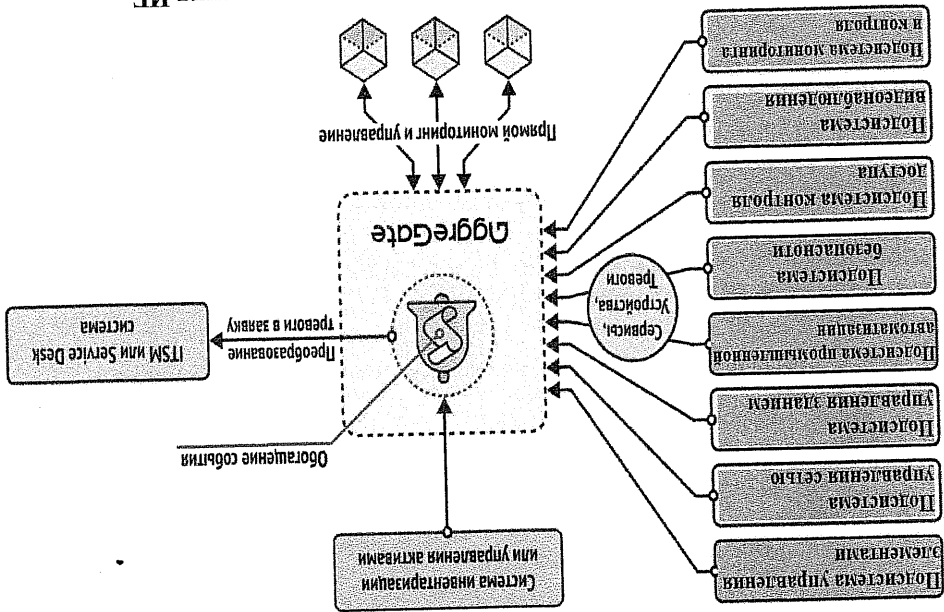 Подсистема управления
элементами
Подсистема
управления сетью
Подсистема
управления зданием
Подсистема промышленной
автоматизации
Подсистема
безопасноти
Подсистема контроля
доступа
Подсистема
видеонаблюдения
Подсистема мониторинга
и контроля
Сервисы,
Устройства,
Тревоги
Система инвентаризации
или управления активами
Обогащение события
Преобразование
тревоги в заявку
ITSM или Service Desk
система
AggreGate
Прямой мониторинг и управление